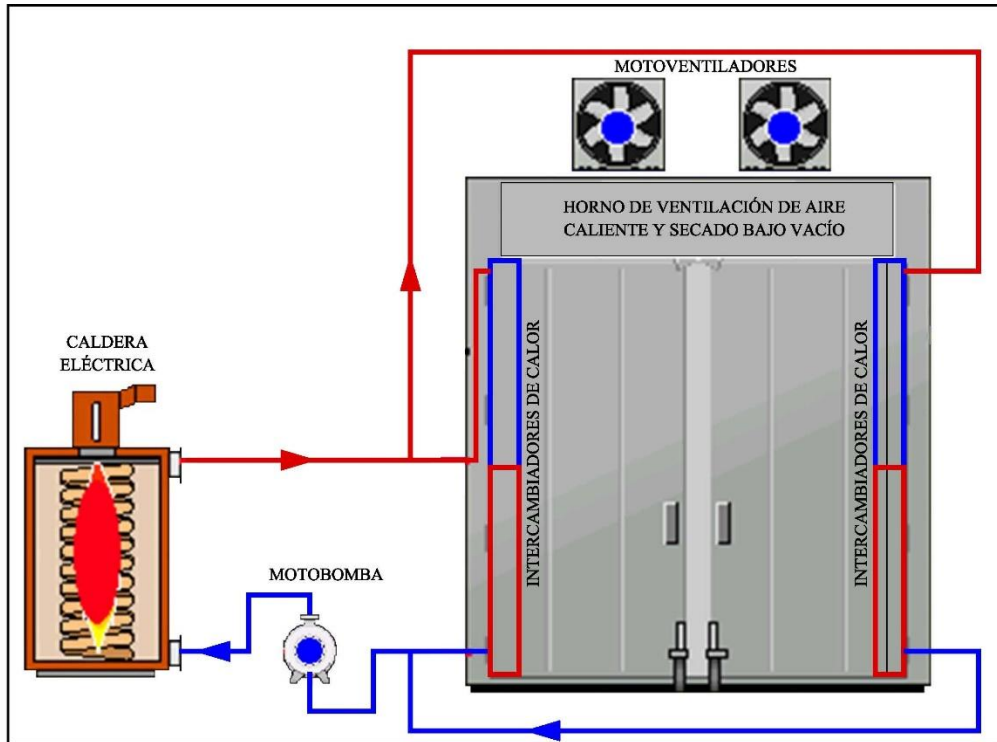 MOTOVENTILADORES
HORNO DE VENTILACIÓN DE AIRE
CALIENTE Y SECADO BAJO VACÍO
CALDERA
ELÉCTRICA
INTERCAMBIADORES DE CALOR
INTERCAMBIADORES DE CALOR
MOTOBOMBA